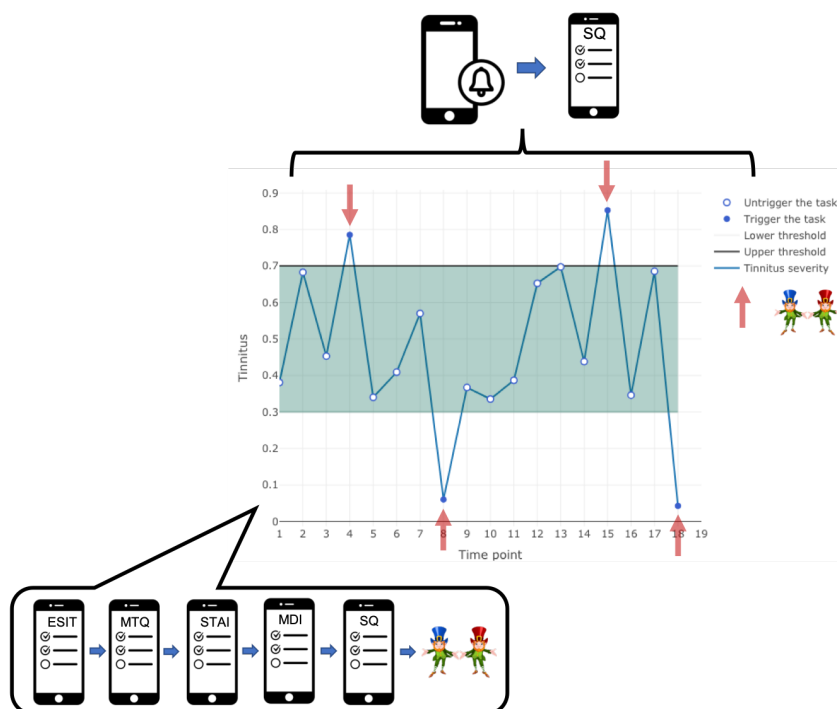 SQ
0.9
0.8
0.7
0.6
0.5
0.4
0.3
0.2
0.1
0
Tinnitus
1 2 3 4 5 6 7 8 9 10 11 12 13 14 15 16 17 18 19
Time point
Untrigger the task
Trigger the task
Lower threshold
Upper threshold
Tinnitus severity
ESIT MTQ STAI MDI SQ